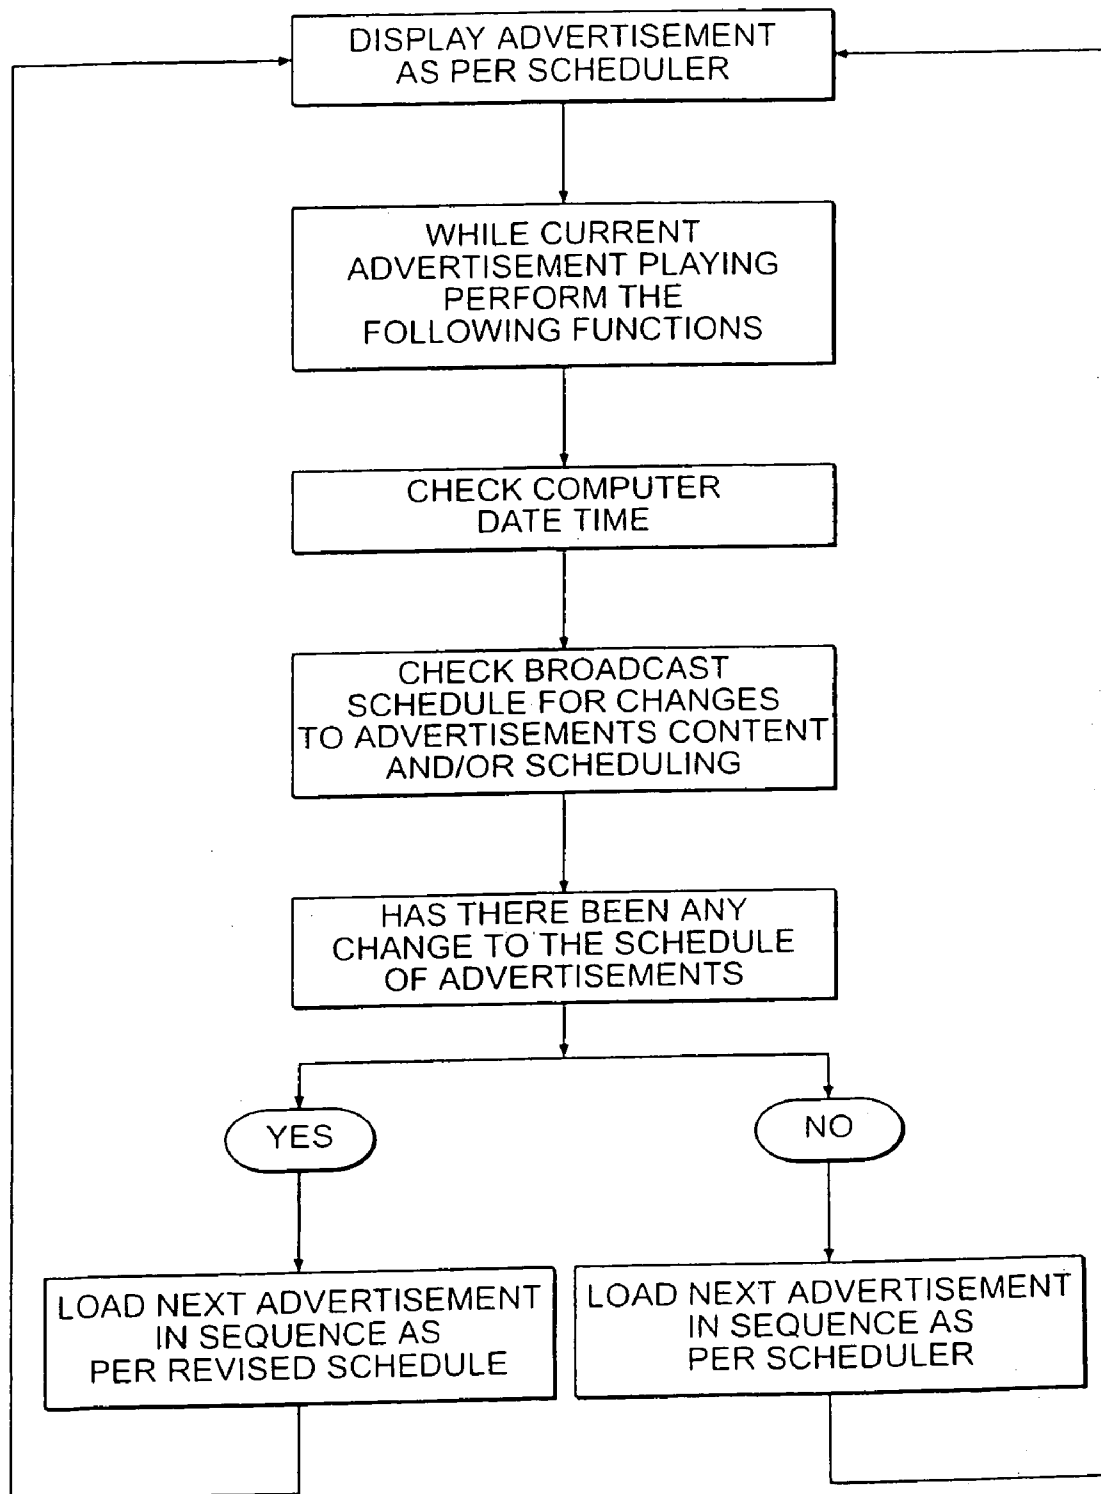 DISPLAY ADVERTISEMENT
AS PER SCHEDULER
WHILE CURRENT
ADVERTISEMENT PLAYING
PERFORM THE
FOLLOWING FUNCTIONS
CHECK COMPUTER
DATE TIME
CHECK BROADCAST
SCHEDULE FOR CHANGES
TO ADVERTISEMENTS CONTENT
AND/OR SCHEDULING
HAS THERE BEEN ANY
CHANGE TO THE SCHEDULE
OF ADVERTISEMENTS
YES
NO
LOAD NEXT ADVERTISEMENT
IN SEQUENCE AS
PER REVISED SCHEDULE
LOAD NEXT ADVERTISEMENT
IN SEQUENCE AS
PER SCHEDULER